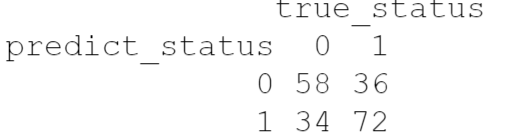 true_status
predict_status 0 1
0 58 36
1 34 72